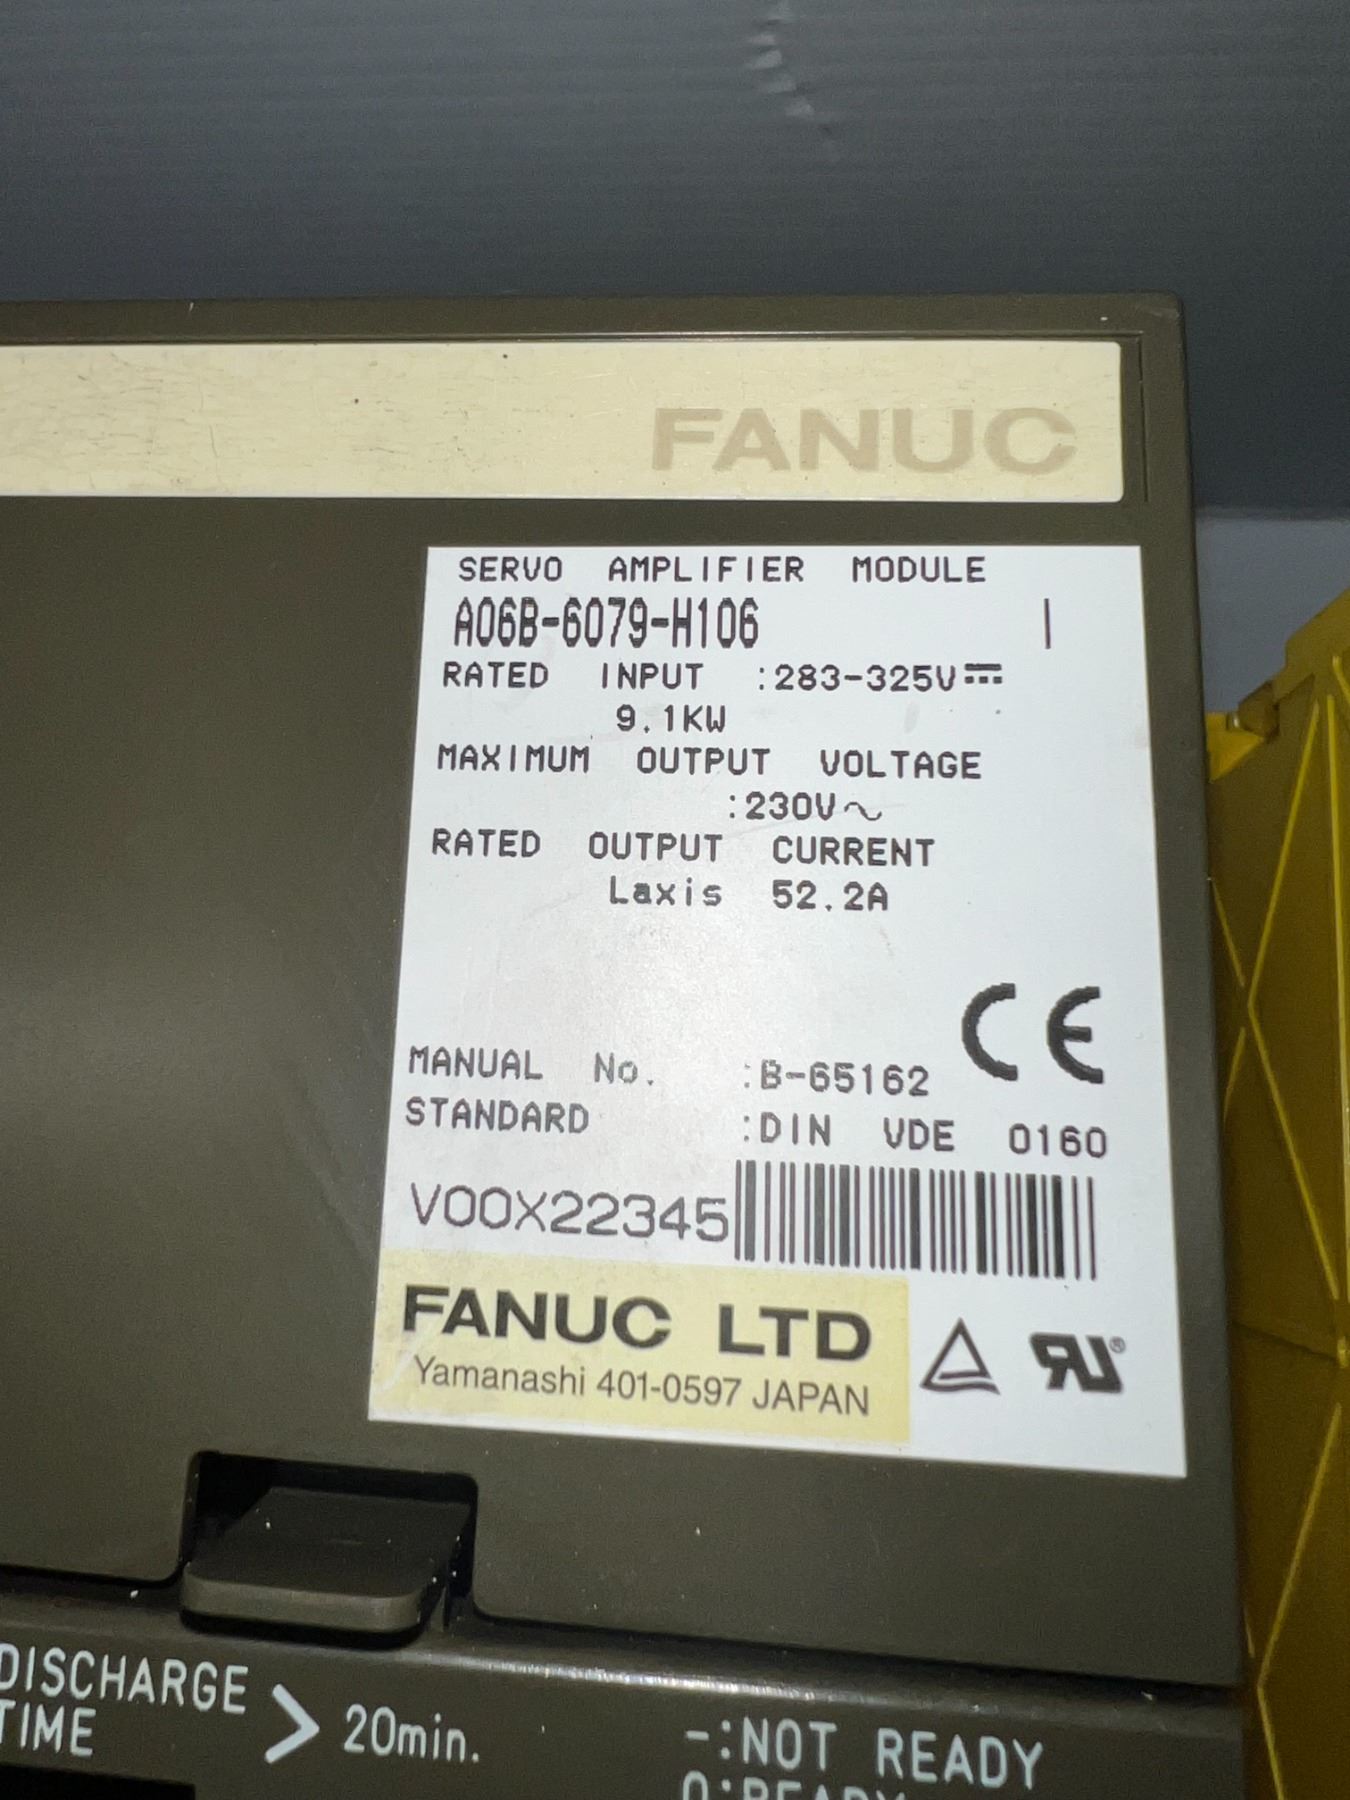 FANUC
SERVO AMPLIFIER MODULE
A06B-6079-H106 I
RATED INPUT :283-325V⎓
9.1KW
MAXIMUM OUTPUT VOLTAGE
:230V~
RATED OUTPUT CURRENT
Laxis 52.2A
CE
MANUAL No. :B-65162
STANDARD :DIN VDE 0160
V00X22345
FANUC LTD
Yamanashi 401-0597 JAPAN
DISCHARGE
TIME > 20min.
-:NOT READY
0:READY